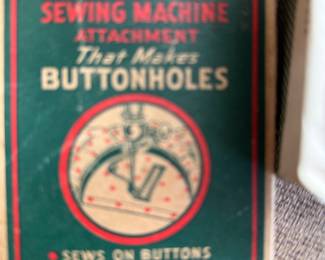 SEWING MACHINE
ATTACHMENT
That Makes
BUTTONHOLES
• SEWS ON BUTTONS